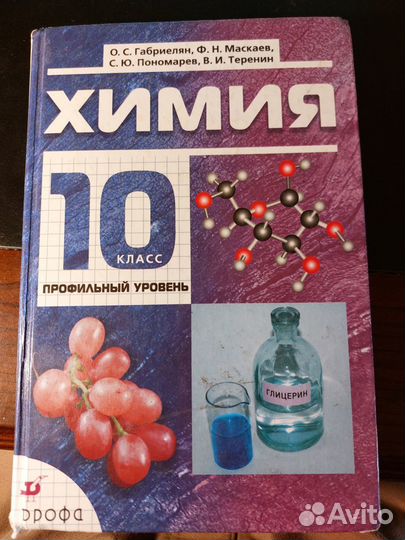 О. С. Габриелян, Ф. Н. Маскаев,
С. Ю. Пономарев, В. И. Теренин
ХИМИЯ
10
КЛАСС
ПРОФИЛЬНЫЙ УРОВЕНЬ
ГЛИЦЕРИН
дрофа
Avito